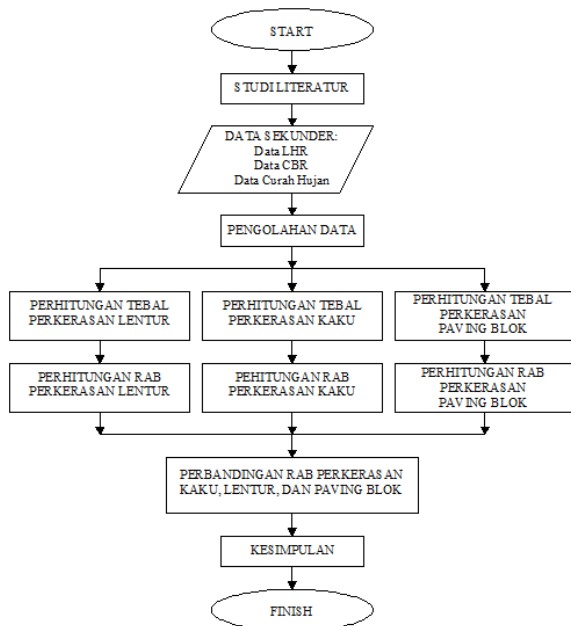 START
STUDI LITERATUR
DATA SEKUNDER:
Data LHR
Data CBR
Data Curah Hujan
PENGOLAHAN DATA
PERHITUNGAN TEBAL
PERKERASAN LENTUR
PERHITUNGAN TEBAL
PERKERASAN KAKU
PERHITUNGAN TEBAL
PERKERASAN
PAVING BLOK
PERHITUNGAN RAB
PERKERASAN LENTUR
PEHITUNGAN RAB
PERKERASAN KAKU
PERHITUNGAN RAB
PERKERASAN
PAVING BLOK
PERBANDINGAN RAB PERKERASAN
KAKU, LENTUR, DAN PAVING BLOK
KESIMPULAN
FINISH